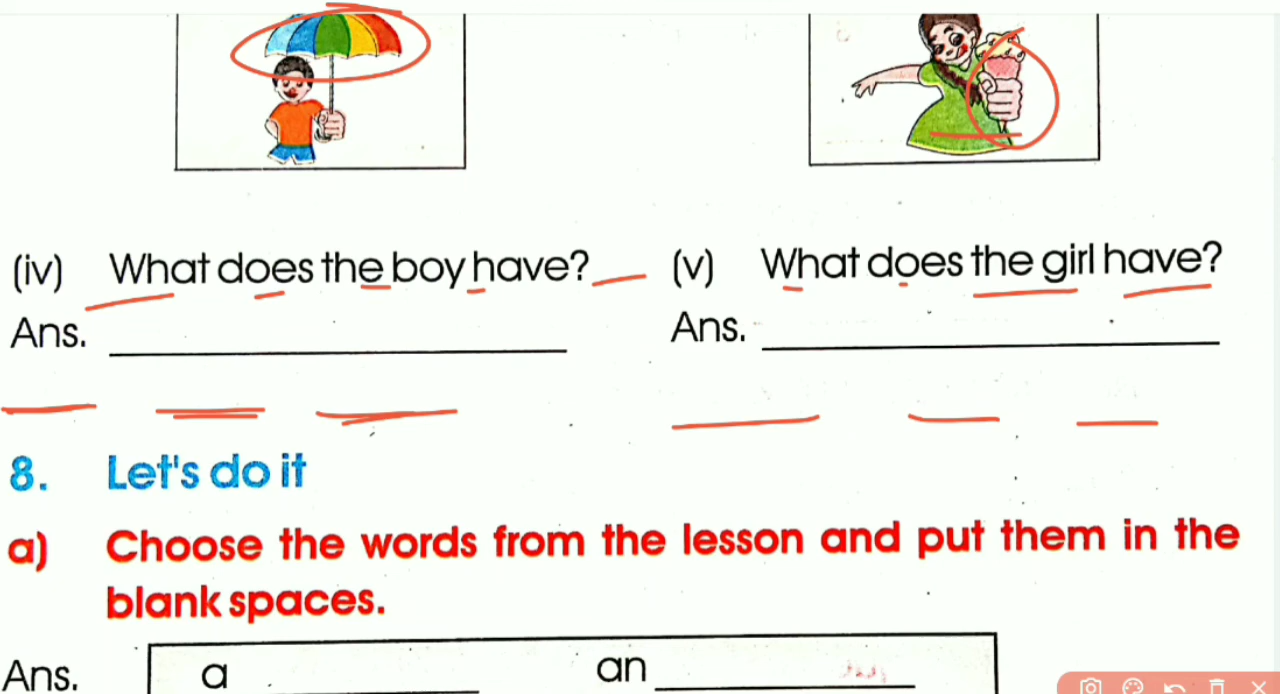 (iv) What does the boy have?
Ans.
(v) What does the girl have?
Ans.
8. Let's do it
a) Choose the words from the lesson and put them in the
blank spaces.
Ans. a an